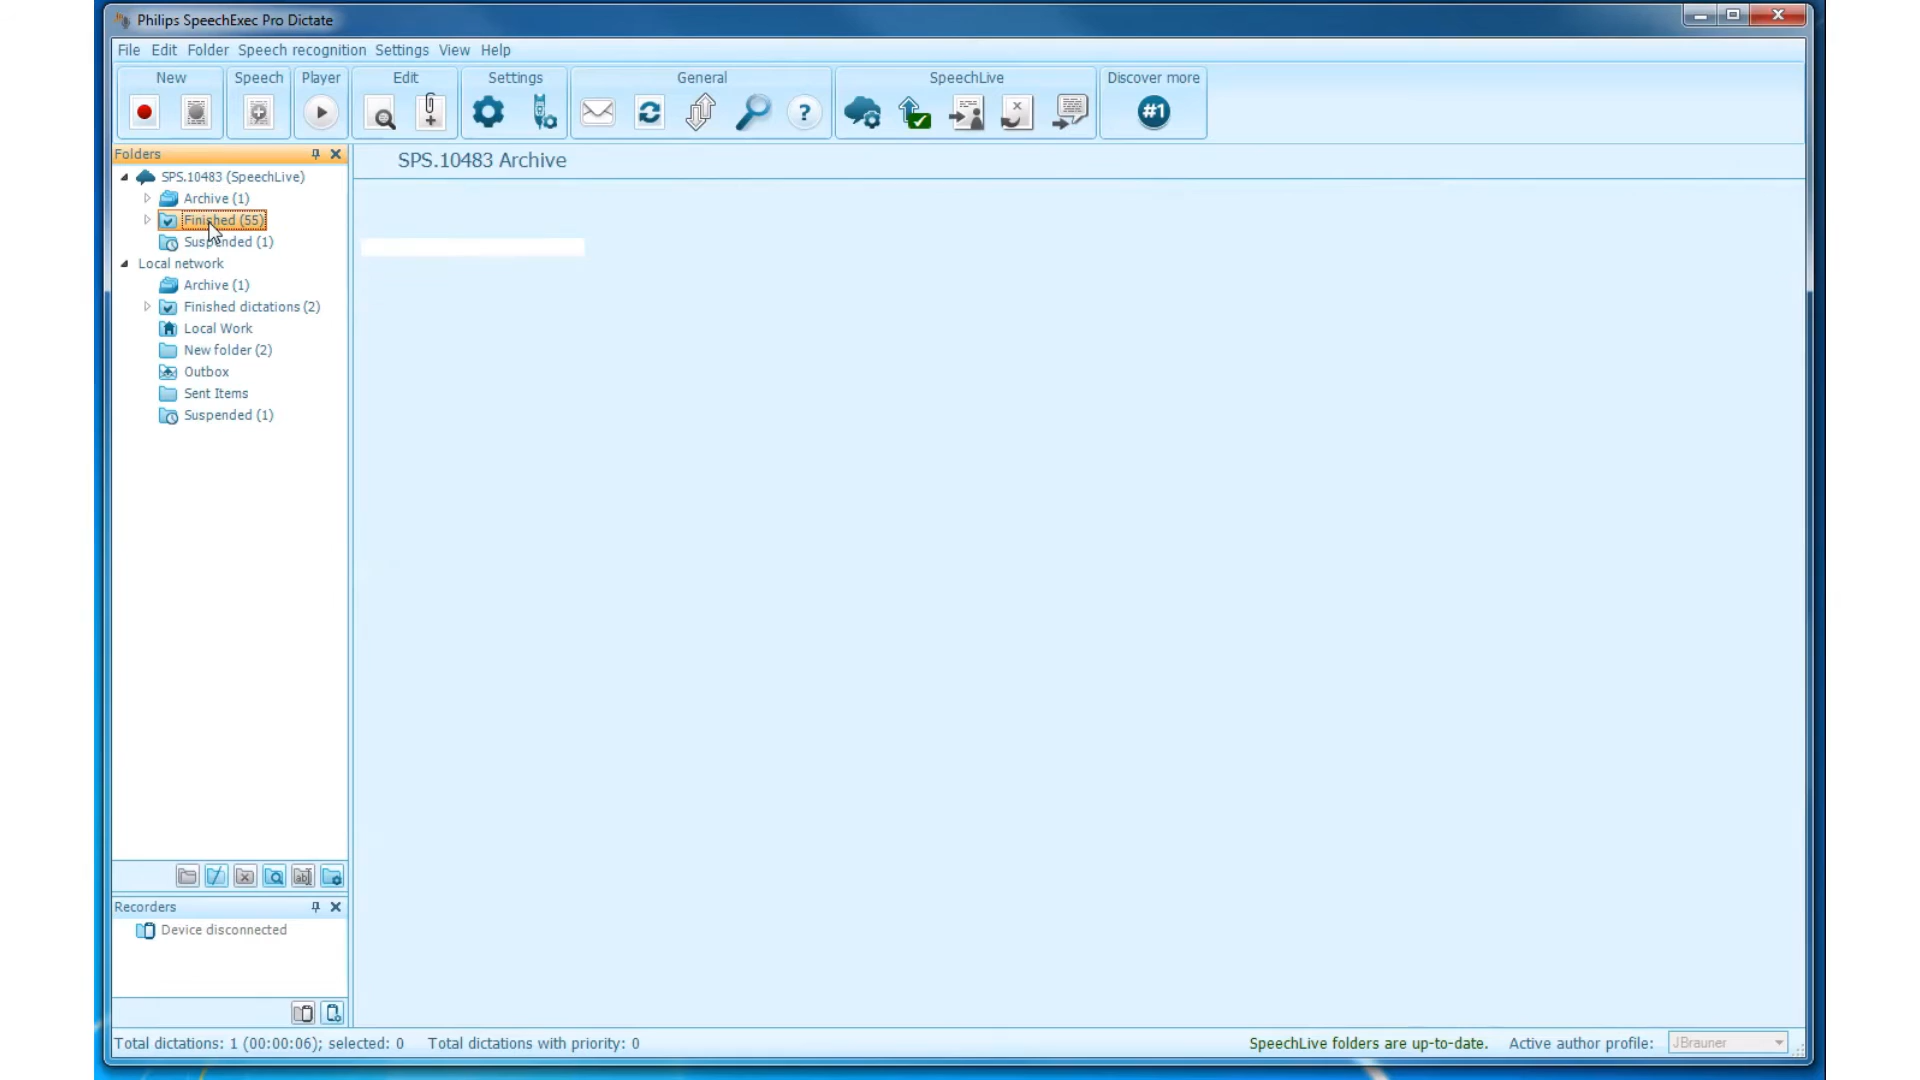 Philips SpeechExec Pro Dictate
File Edit Folder Speech recognition Settings View Help
New Speech Player Edit Settings General SpeechLive Discover more
? #1
Folders
SPS.10483 Archive
SPS.10483 (SpeechLive)
Archive (1)
Finished (55)
Suspended (1)
Local network
Archive (1)
Finished dictations (2)
Local Work
New folder (2)
Outbox
Sent Items
Suspended (1)
abl
Recorders
Device disconnected
Total dictations: 1 (00:00:06); selected: 0 Total dictations with priority: 0 SpeechLive folders are up-to-date. Active author profile: JBrauner